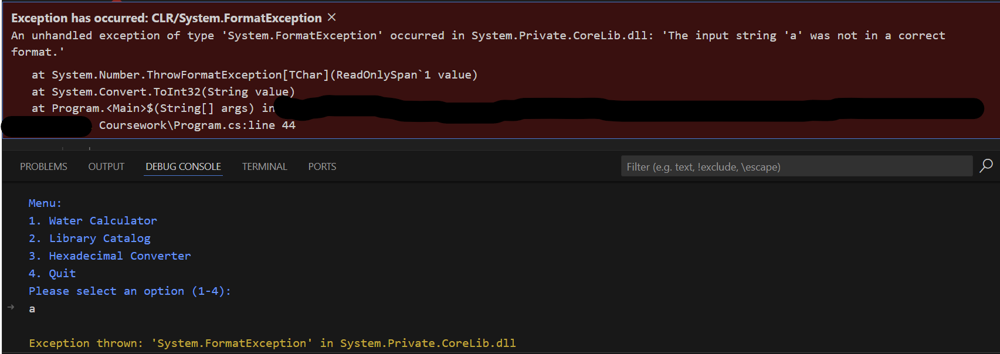 Exception has occurred: CLR/System.FormatException ×
An unhandled exception of type 'System.FormatException' occurred in System.Private.CoreLib.dll: 'The input string 'a' was not in a correct
format.'
at System.Number.ThrowFormatException[TChar](ReadOnlySpan`1 value)
at System.Convert.ToInt32(String value)
at Program.<Main>$(String[] args) in
Coursework\Program.cs:line 44
PROBLEMS OUTPUT DEBUG CONSOLE TERMINAL PORTS Filter (e.g. text, !exclude, \escape)
Menu:
1. Water Calculator
2. Library Catalog
3. Hexadecimal Converter
4. Quit
Please select an option (1-4):
→ a
Exception thrown: 'System.FormatException' in System.Private.CoreLib.dll